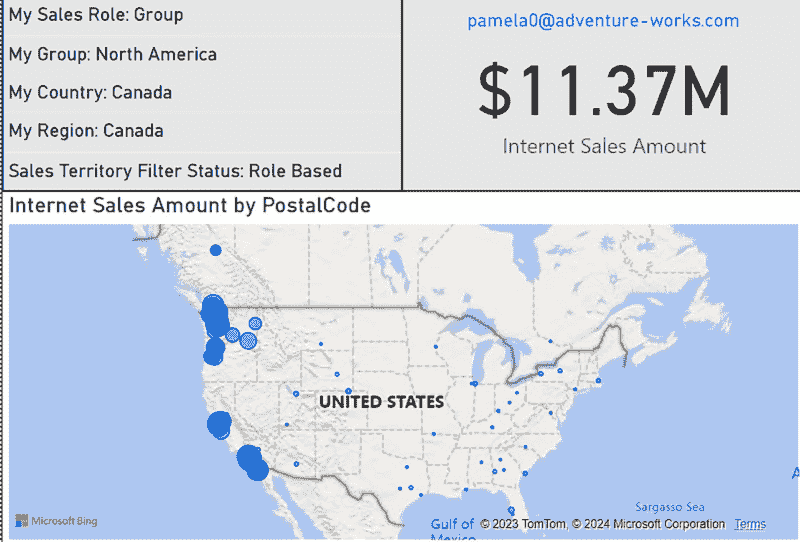 My Sales Role: Group
My Group: North America
My Country: Canada
My Region: Canada
Sales Territory Filter Status: Role Based
pamela0@adventure-works.com
$11.37M
Internet Sales Amount
Internet Sales Amount by PostalCode
UNITED STATES
Sargasso Sea
Microsoft Bing
Gulf of
Mexico
© 2023 TomTom, © 2024 Microsoft Corporation Terms
A